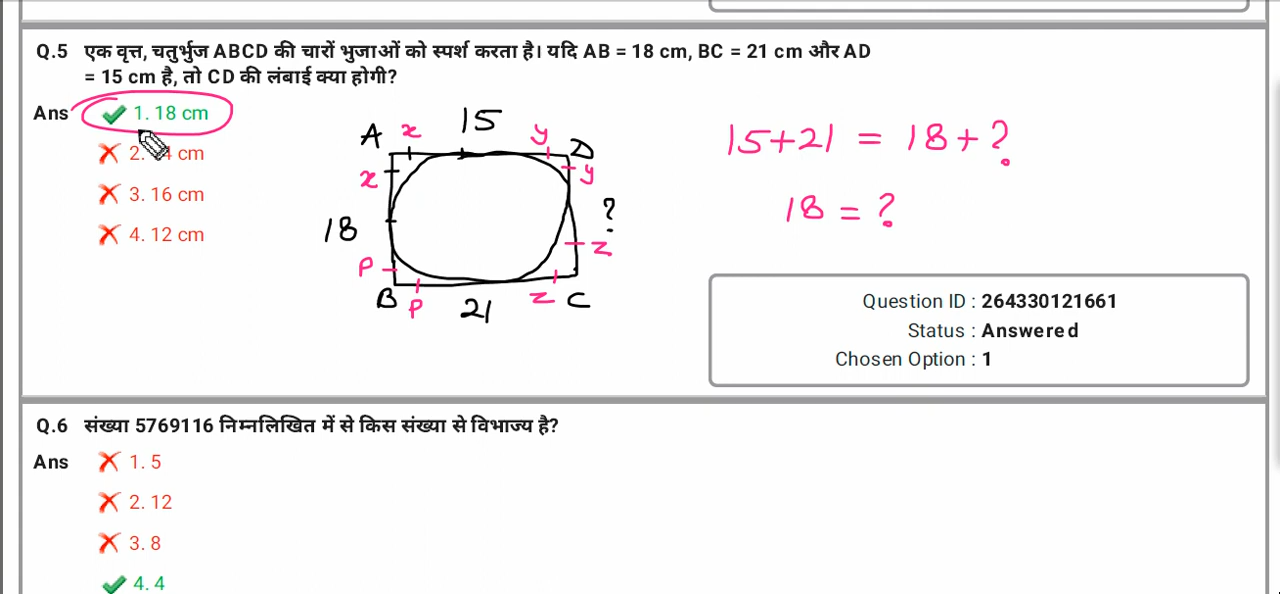 Q.5 एक वृत्त, चतुर्भुज ABCD की चारों भुजाओं को स्पर्श करता है। यदि AB = 18 cm, BC = 21 cm और AD
= 15 cm है, तो CD की लंबाई क्या होगी?
Ans 1. 18 cm
2. cm
3. 16 cm
4. 12 cm
A x 15 y D
x y
18 ?
P z
B P 21 z C
15+21 = 18+?
18 = ?
Question ID : 264330121661
Status : Answered
Chosen Option : 1
Q.6 संख्या 5769116 निम्नलिखित में से किस संख्या से विभाज्य है?
Ans 1. 5
2. 12
3. 8
4. 4